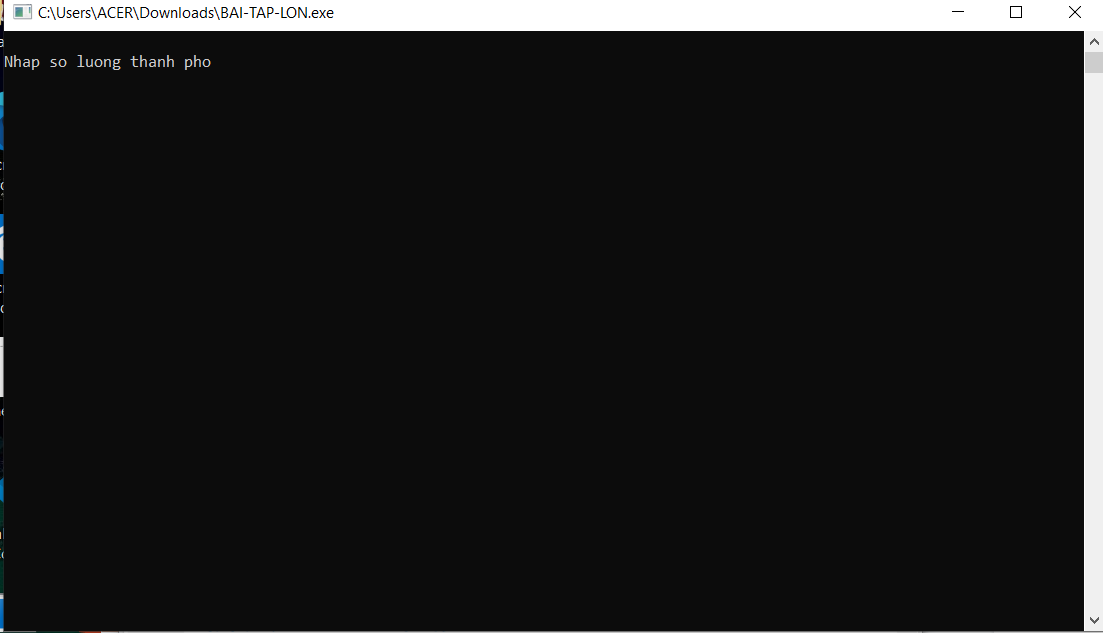 C:\Users\ACER\Downloads\BAI-TAP-LON.exe
Nhap so luong thanh pho